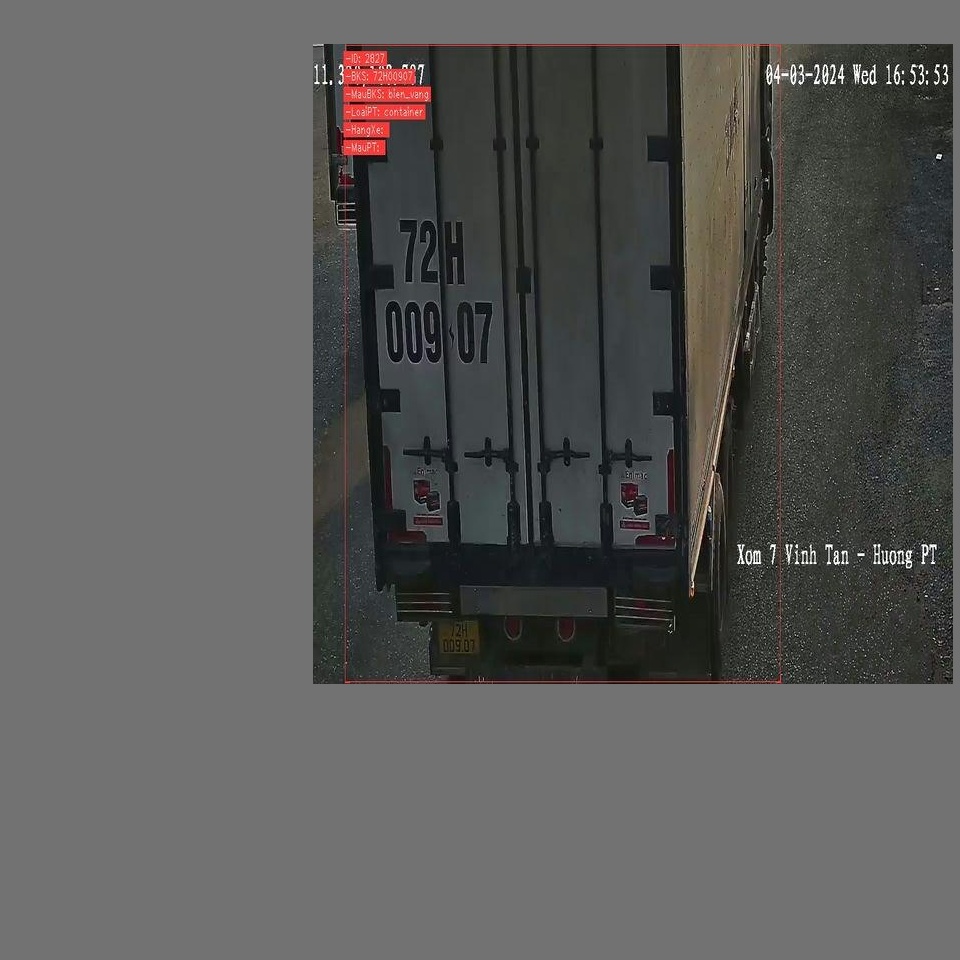 -ID: 2827
-BKS: 72H00907
-MauBKS: bien_vang
-LoaiPT: container
-HangXe:
-MauPT:
04-03-2024 Wed 16:53:53
72H
009·07
Xom 7 Vinh Tan - Huong PT
72H
009.07